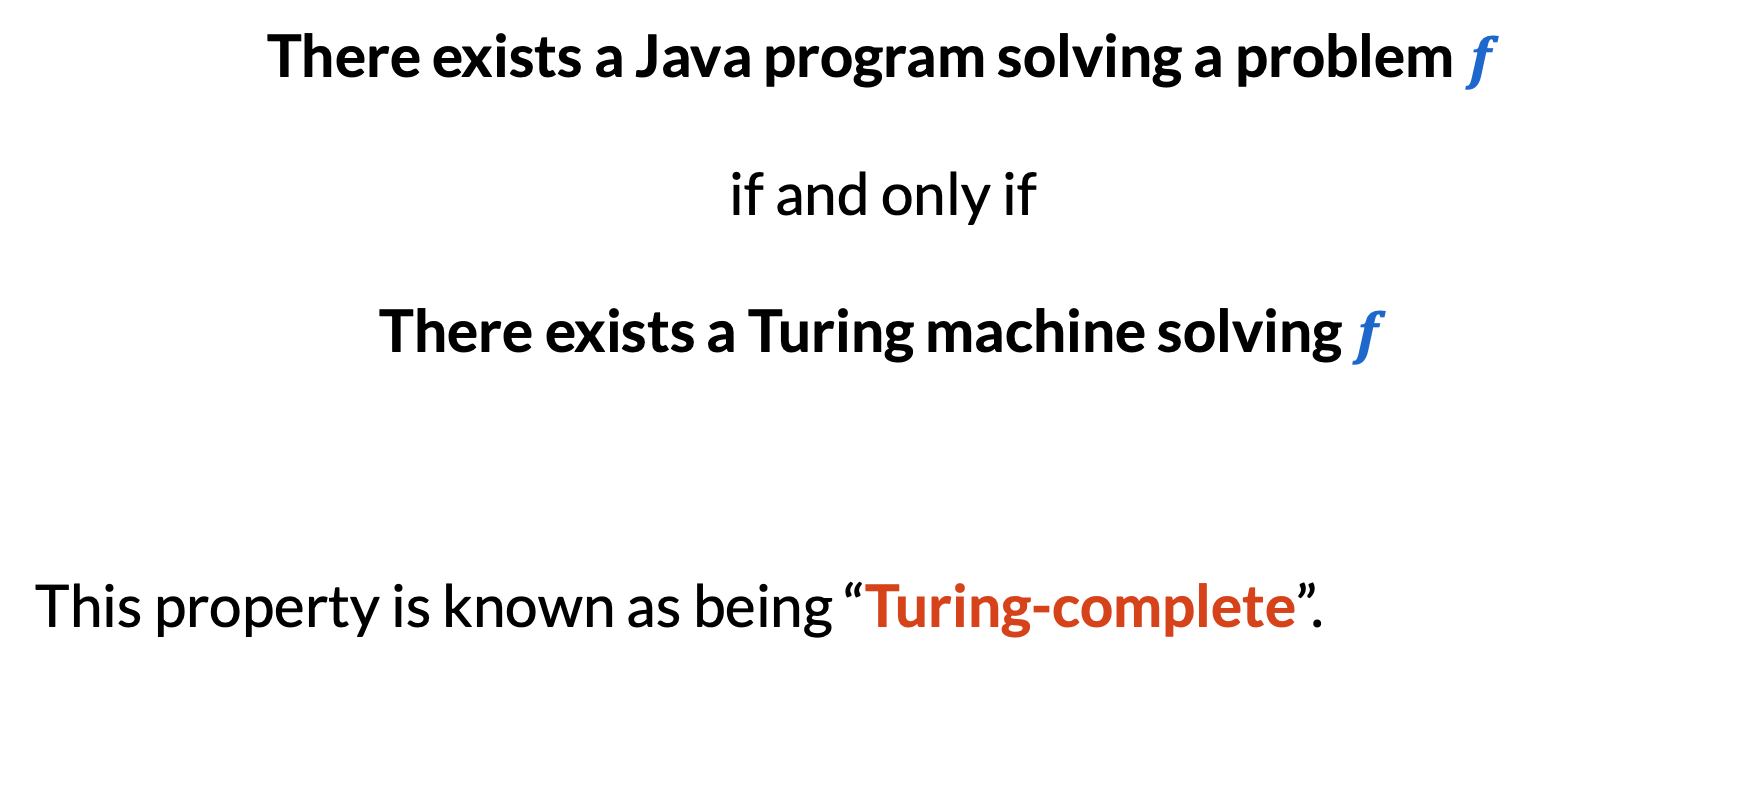 There exists a Java program solving a problem f
if and only if
There exists a Turing machine solving f
This property is known as being “Turing-complete”.